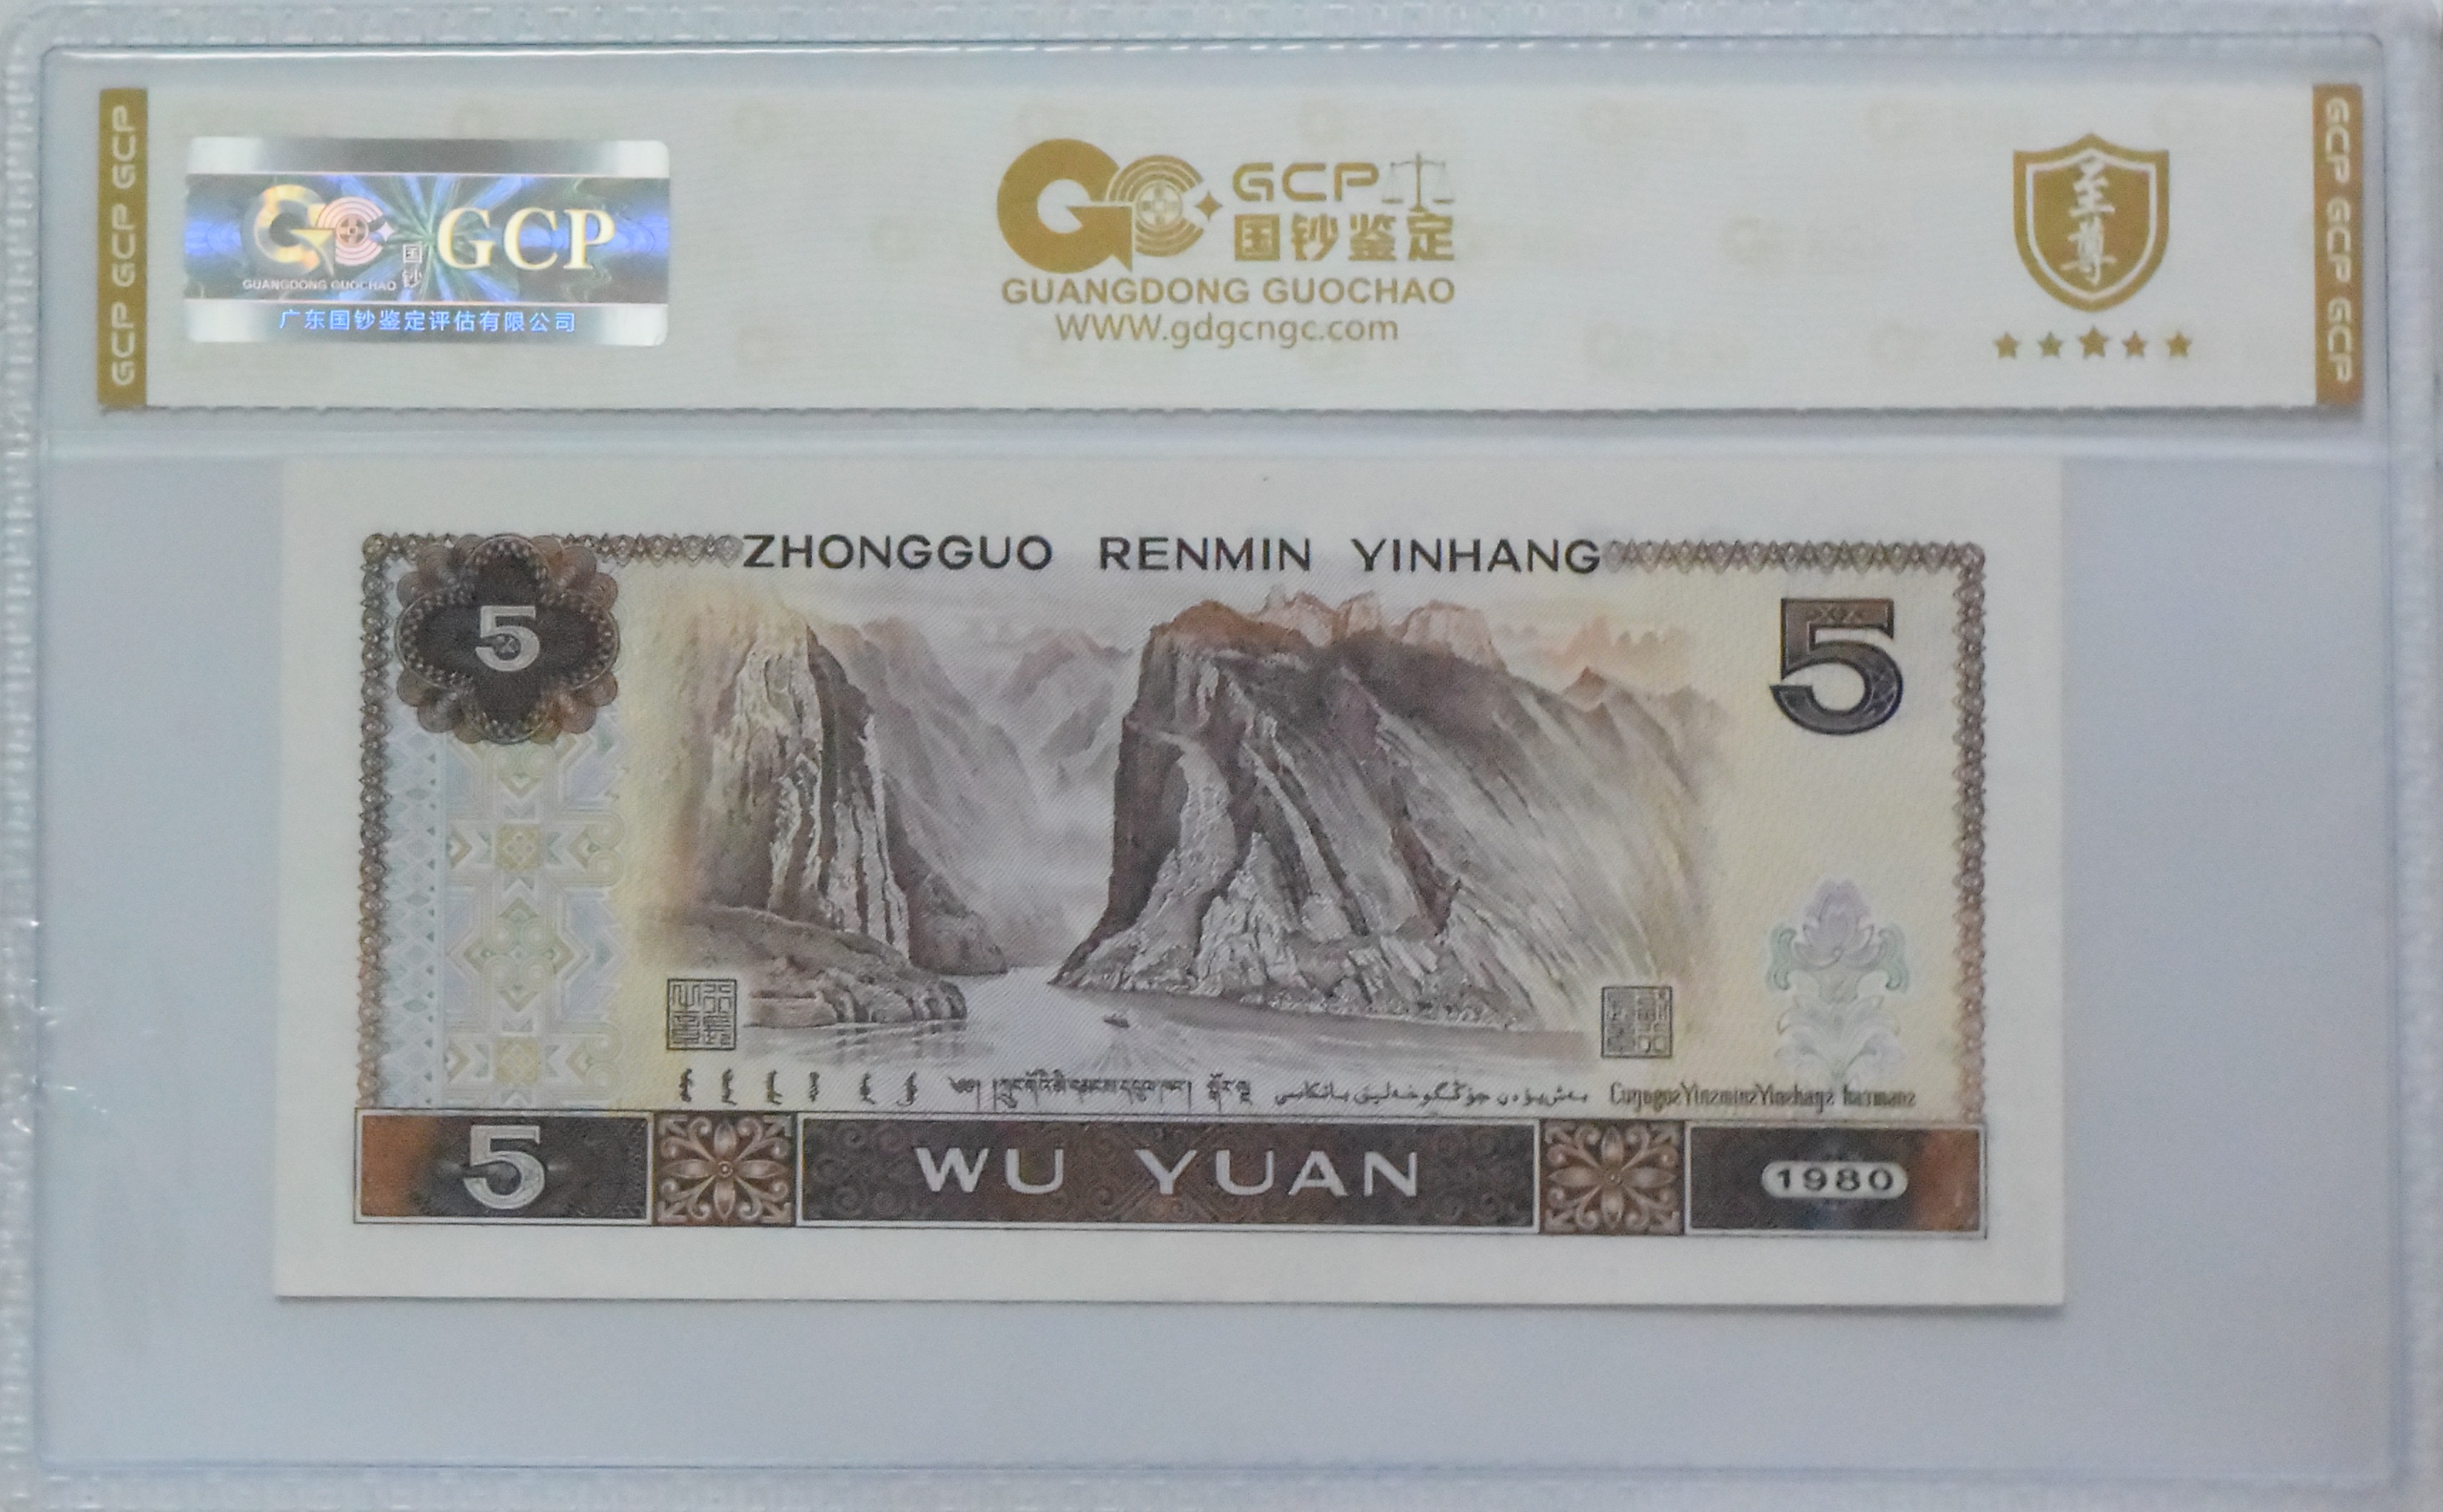 GCP GCP GCP
GCP
国钞
GUANGDONG GUOCHAO
广东国钞鉴定评估有限公司
GCP
国钞鉴定
GUANGDONG GUOCHAO
WWW.gdgcngc.com
至尊
GCP GCP GCP
ZHONGGUO RENMIN YINHANG
5
5
5
WU YUAN
1980